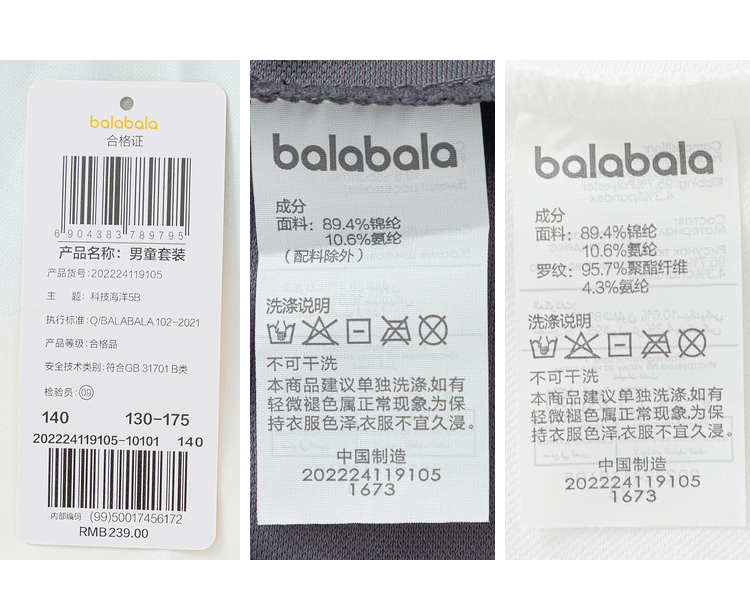 balabala
合格证
6904383789795
产品名称：男童套装
产品货号：202224119105
主 题：科技海洋5B
执行标准：Q/BALABALA 102-2021
产品等级：合格品
安全技术类别：符合GB 31701 B类
检验员：09
140 130-175
202224119105-10101 140
内部编码 (99)50017456172
RMB239.00
balabala
成分
面料：89.4%锦纶
10.6%氨纶
（配料除外）
洗涤说明
不可干洗
本商品建议单独洗涤，如有
轻微褪色属正常现象，为保
持衣服色泽，衣服不宜久浸。
中国制造
202224119105
1673
balabala
成分
面料：89.4%锦纶
10.6%氨纶
罗纹：95.7%聚酯纤维
4.3%氨纶
洗涤说明
不可干洗
本商品建议单独洗涤，如有
轻微褪色属正常现象，为保
持衣服色泽，衣服不宜久浸。
中国制造
202224119105
1673